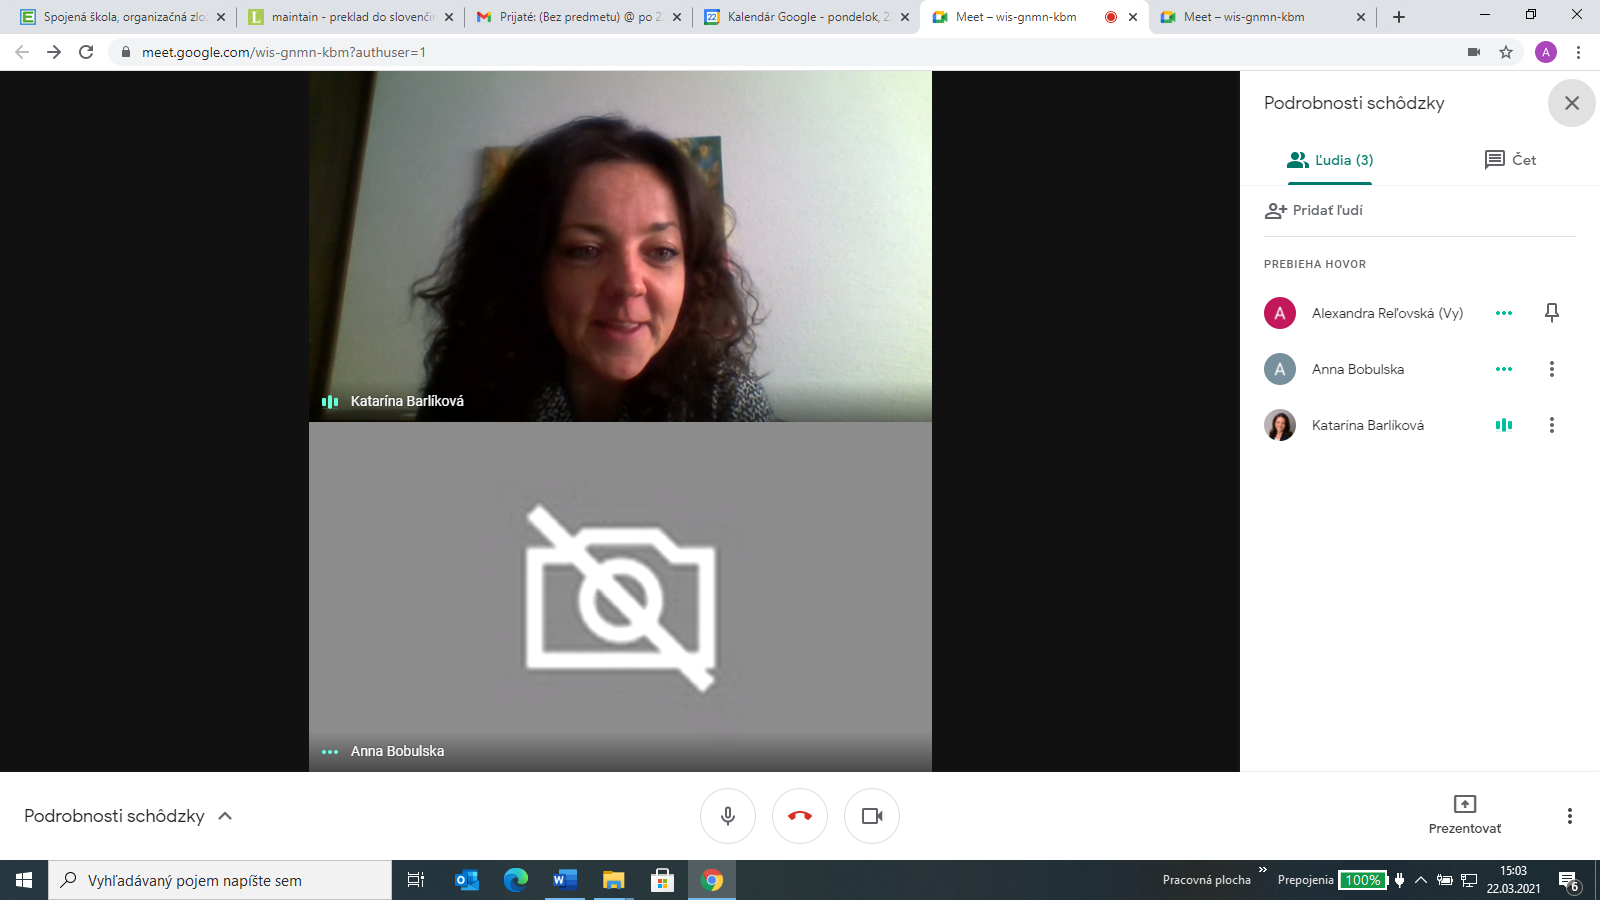 Spojená škola, organizačná zlo
maintain - preklad do slovenčin
Prijaté: (Bez predmetu) @ po 2
Kalendár Google - pondelok, 2
Meet – wis-gnmn-kbm
Meet – wis-gnmn-kbm
meet.google.com/wis-gnmn-kbm?authuser=1
A
Podrobnosti schôdzky
Ľudia (3)
Čet
Pridať ľudí
PREBIEHA HOVOR
A
Alexandra Reľovská (Vy)
A
Anna Bobulska
Katarína Barlíková
Katarína Barlíková
Anna Bobulska
Podrobnosti schôdzky
Prezentovať
Vyhľadávaný pojem napíšte sem
Pracovná plocha
Prepojenia
100%
15:03
22.03.2021
6